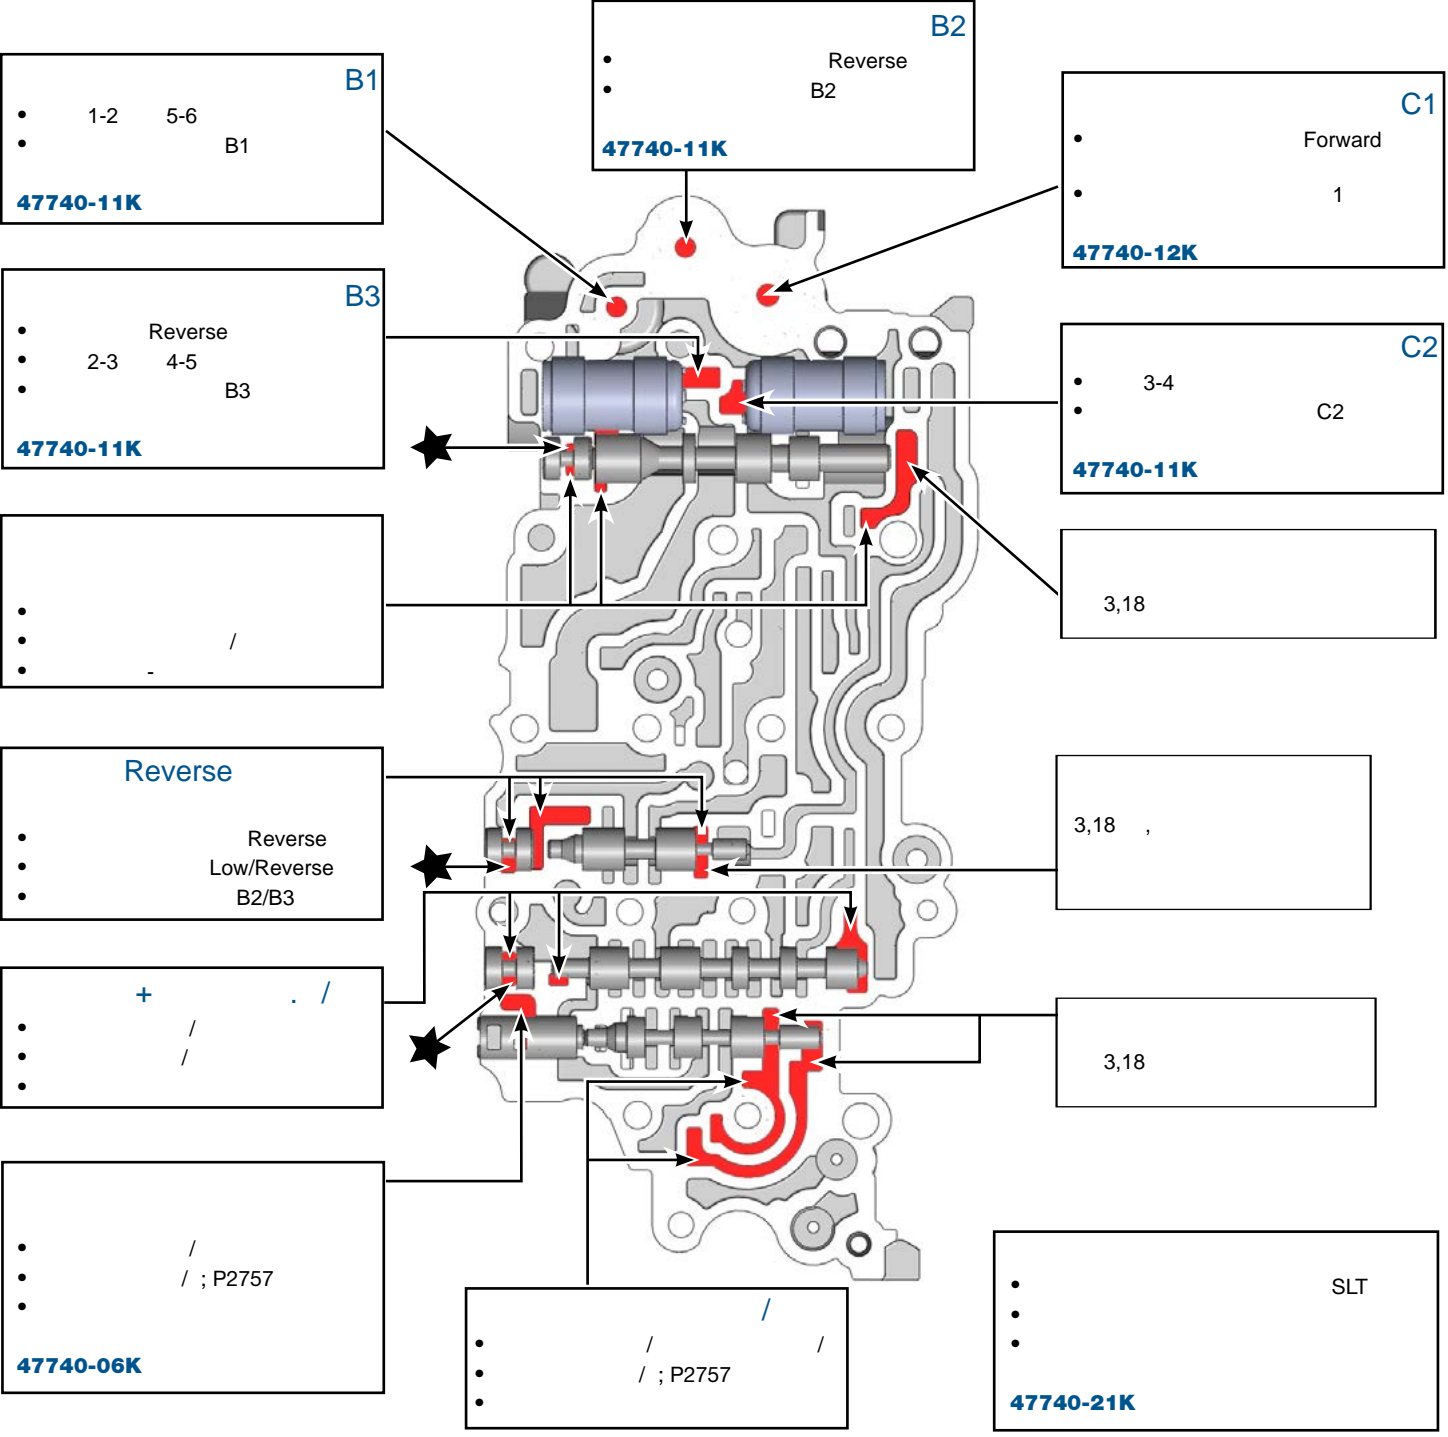 B2
• Reverse
• B2
47740-11K
B1
• 1-2 5-6
• B1
47740-11K
C1
• Forward
• 1
47740-12K
B3
• Reverse
• 2-3 4-5
• B3
47740-11K
C2
• 3-4
• C2
47740-11K
3,18
•
• /
• -
Reverse
• Reverse
• Low/Reverse
• B2/B3
3,18 ,
+ . /
• /
• /
•
3,18
• /
• / ; P2757
•
47740-06K
/
• / /
• / ; P2757
•
• SLT
•
•
47740-21K